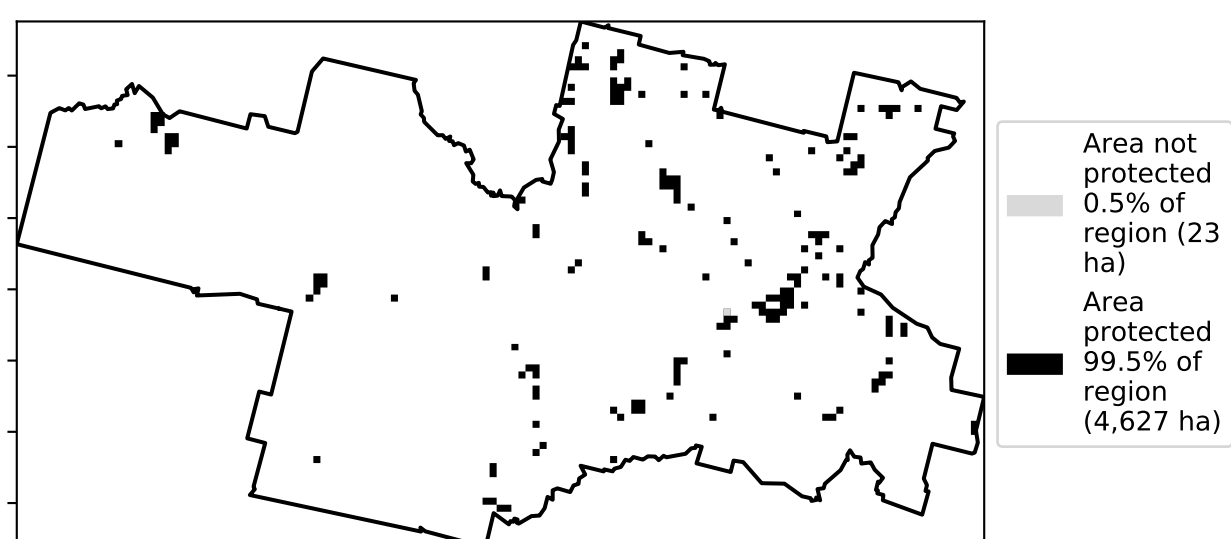 Area not
protected
0.5% of
region (23
ha)
Area
protected
99.5% of
region
(4,627 ha)